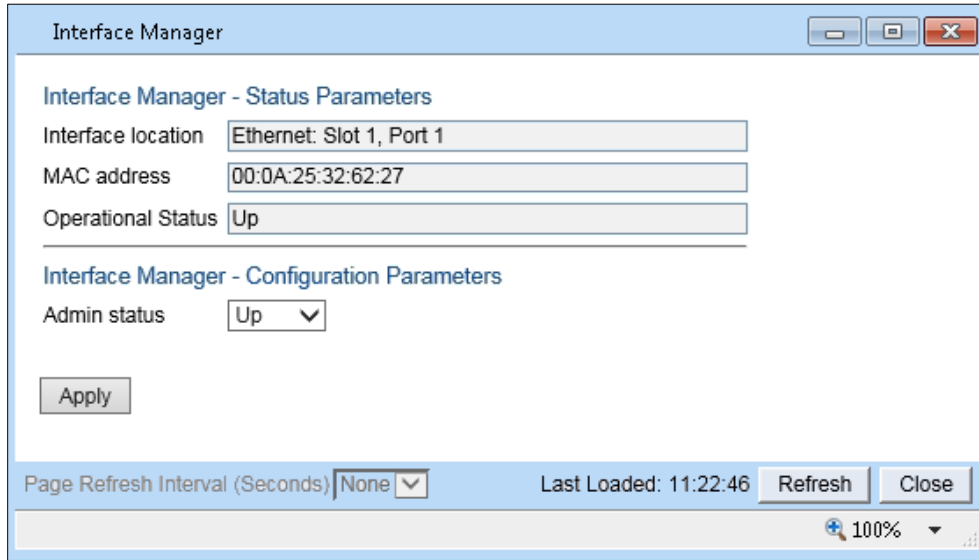 Interface Manager
Interface Manager - Status Parameters
Interface location Ethernet: Slot 1, Port 1
MAC address 00:0A:25:32:62:27
Operational Status Up
Interface Manager - Configuration Parameters
Admin status Up
Apply
Page Refresh Interval (Seconds) None Last Loaded: 11:22:46 Refresh Close
100%